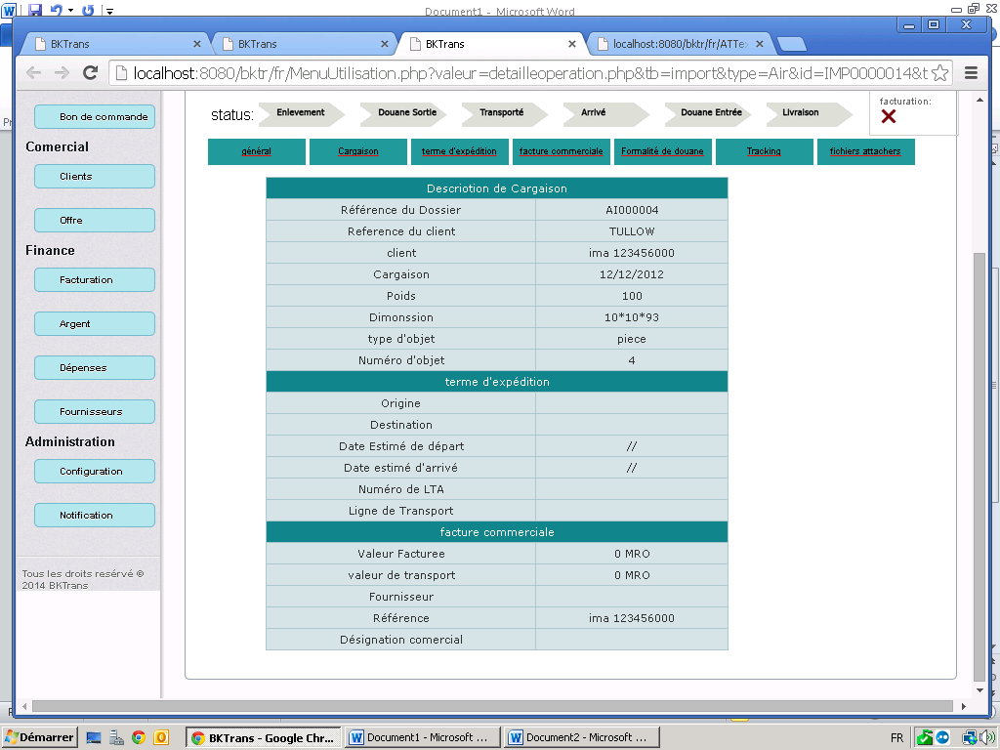 Document1 - Microsoft Word
BKTrans
BKTrans
BKTrans
localhost:8080/bktr/fr/ATTe
localhost:8080/bktr/fr/MenuUtilisation.php?valeur=detailleoperation.php&tb=import&type=Air&id=IMP0000014&t
Bon de commande
Comercial
Clients
Offre
Finance
Facturation
Argent
Dépenses
Fournisseurs
Administration
Configuration
Notification
Tous les droits resérvé ©
2014 BKTrans
status:
Enlevement
Douane Sortie
Transporté
Arrivé
Douane Entrée
Livraison
facturation:
général
Cargaison
terme d'expédition
facture commerciale
Formalité de douane
Tracking
fichiers attachers
Descriotion de Cargaison
Référence du Dossier AI000004
Reference du client TULLOW
client ima 123456000
Cargaison 12/12/2012
Poids 100
Dimonssion 10*10*93
type d'objet piece
Numéro d'objet 4
terme d'expédition
Origine
Destination
Date Estimé de départ //
Date estimé d'arrivé //
Numéro de LTA
Ligne de Transport
facture commerciale
Valeur Facturee 0 MRO
valeur de transport 0 MRO
Fournisseur
Référence ima 123456000
Désignation comercial
Démarrer
BKTrans - Google Chr...
Document1 - Microsoft ...
Document2 - Microsoft ...
FR